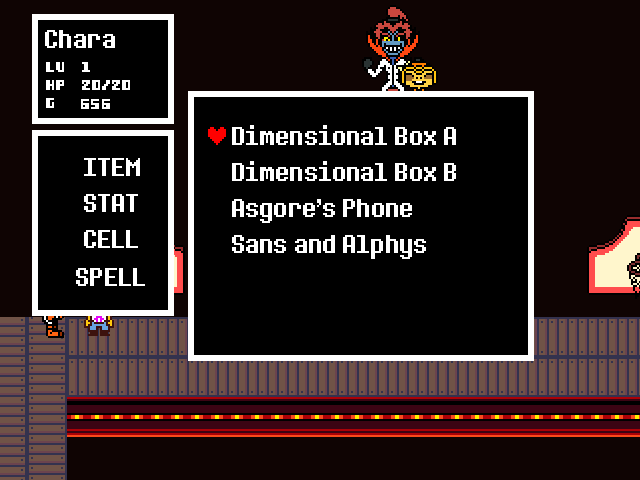 Chara
LV 1
HP 20/20
G 656
ITEM
STAT
CELL
SPELL
Dimensional Box A
Dimensional Box B
Asgore's Phone
Sans and Alphys